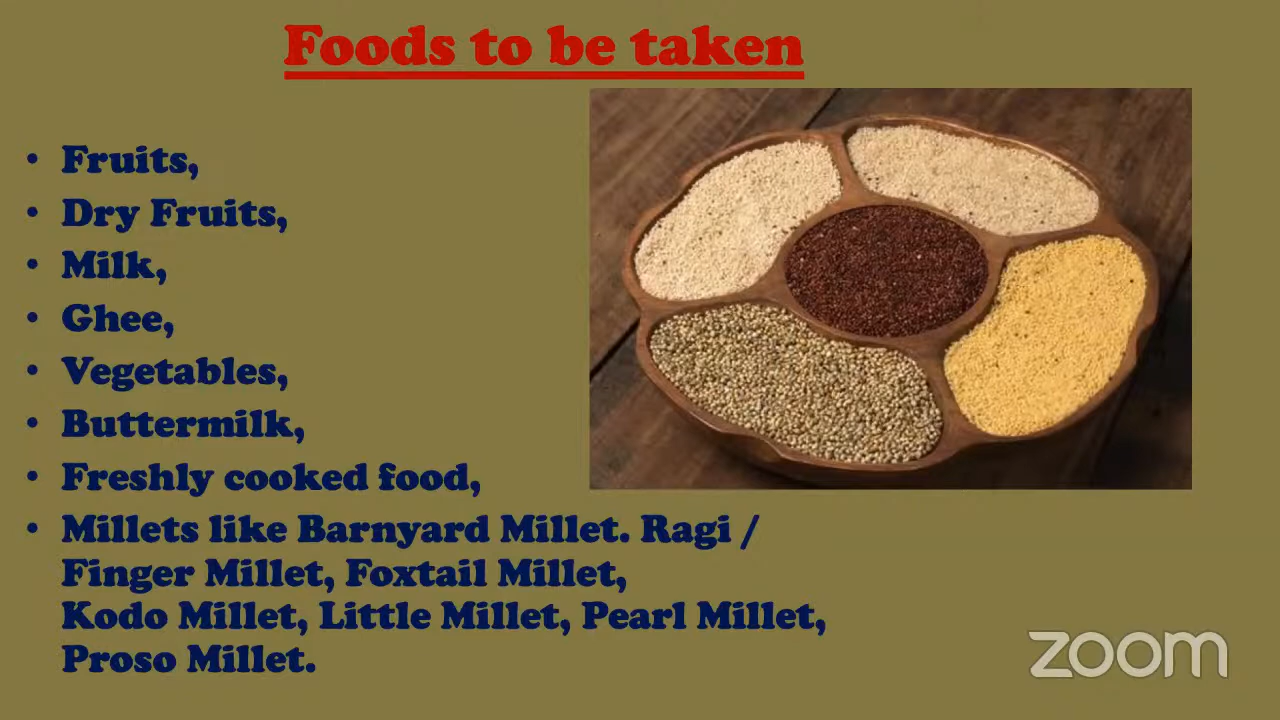 Foods to be taken
• Fruits,
• Dry Fruits,
• Milk,
• Ghee,
• Vegetables,
• Buttermilk,
• Freshly cooked food,
• Millets like Barnyard Millet. Ragi /
Finger Millet, Foxtail Millet,
Kodo Millet, Little Millet, Pearl Millet,
Proso Millet.
zoom